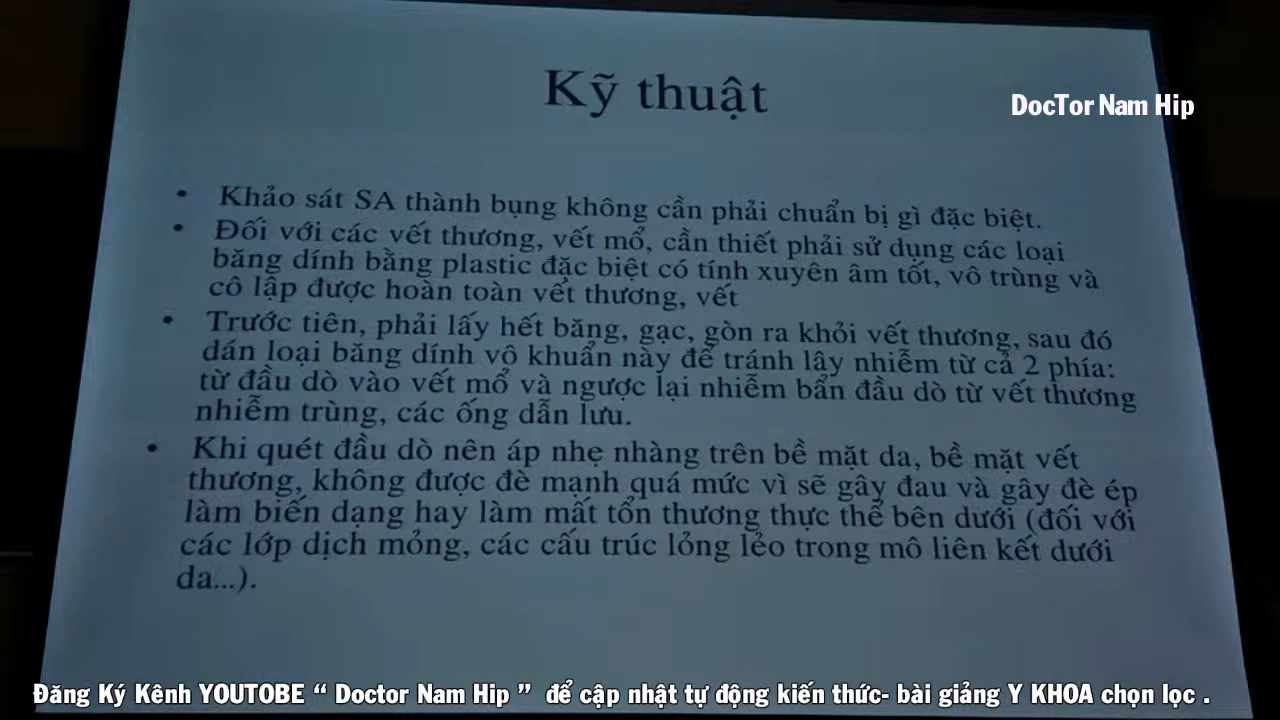 Kỹ thuật
DocTor Nam Hip
• Khảo sát SA thành bụng không cần phải chuẩn bị gì đặc biệt.
• Đối với các vết thương, vết mổ, cần thiết phải sử dụng các loại
băng dính bằng plastic đặc biệt có tính xuyên âm tốt, vô trùng và
cô lập được hoàn toàn vết thương, vết
• Trước tiên, phải lấy hết băng, gạc, gòn ra khỏi vết thương, sau đó
dán loại băng dính vô khuẩn này để tránh lây nhiễm từ cả 2 phía:
từ đầu dò vào vết mổ và ngược lại nhiễm bẩn đầu dò từ vết thương
nhiễm trùng, các ống dẫn lưu.
• Khi quét đầu dò nên áp nhẹ nhàng trên bề mặt da, bề mặt vết
thương, không được đè mạnh quá mức vì sẽ gây đau và gây đè ép
làm biến dạng hay làm mất tổn thương thực thể bên dưới (đối với
các lớp dịch mỏng, các cấu trúc lỏng lẻo trong mô liên kết dưới
da...).
Đăng Ký Kênh YOUTOBE “ Doctor Nam Hip ” để cập nhật tự động kiến thức- bài giảng Y KHOA chọn lọc .